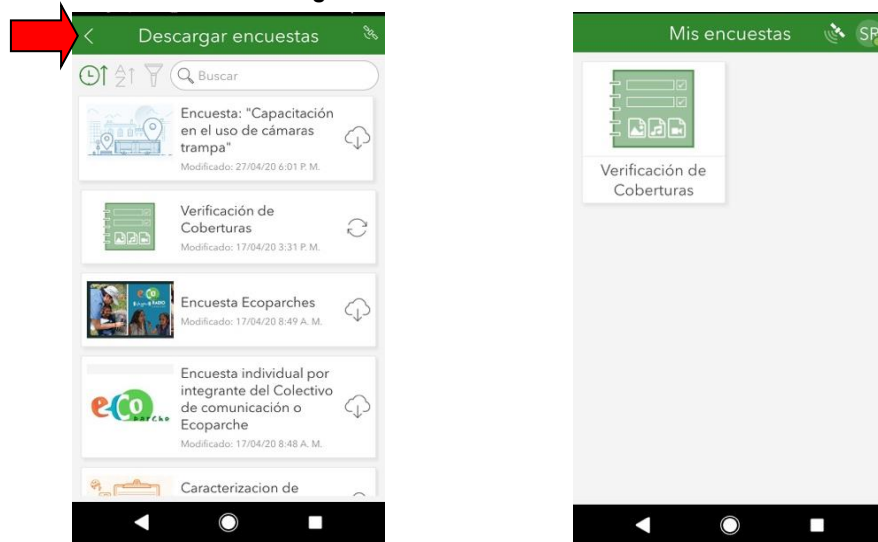 Descargar encuestas
Buscar
Encuesta: "Capacitación
en el uso de cámaras
trampa"
Modificado: 27/04/20 6:01 P. M.
Verificación de
Coberturas
Modificado: 17/04/20 3:31 P. M.
Encuesta Ecoparches
Modificado: 17/04/20 8:49 A. M.
Encuesta individual por
integrante del Colectivo
de comunicación o
Ecoparche
Modificado: 17/04/20 8:48 A. M.
Caracterizacion de
Mis encuestas
SR
Verificación de
Coberturas